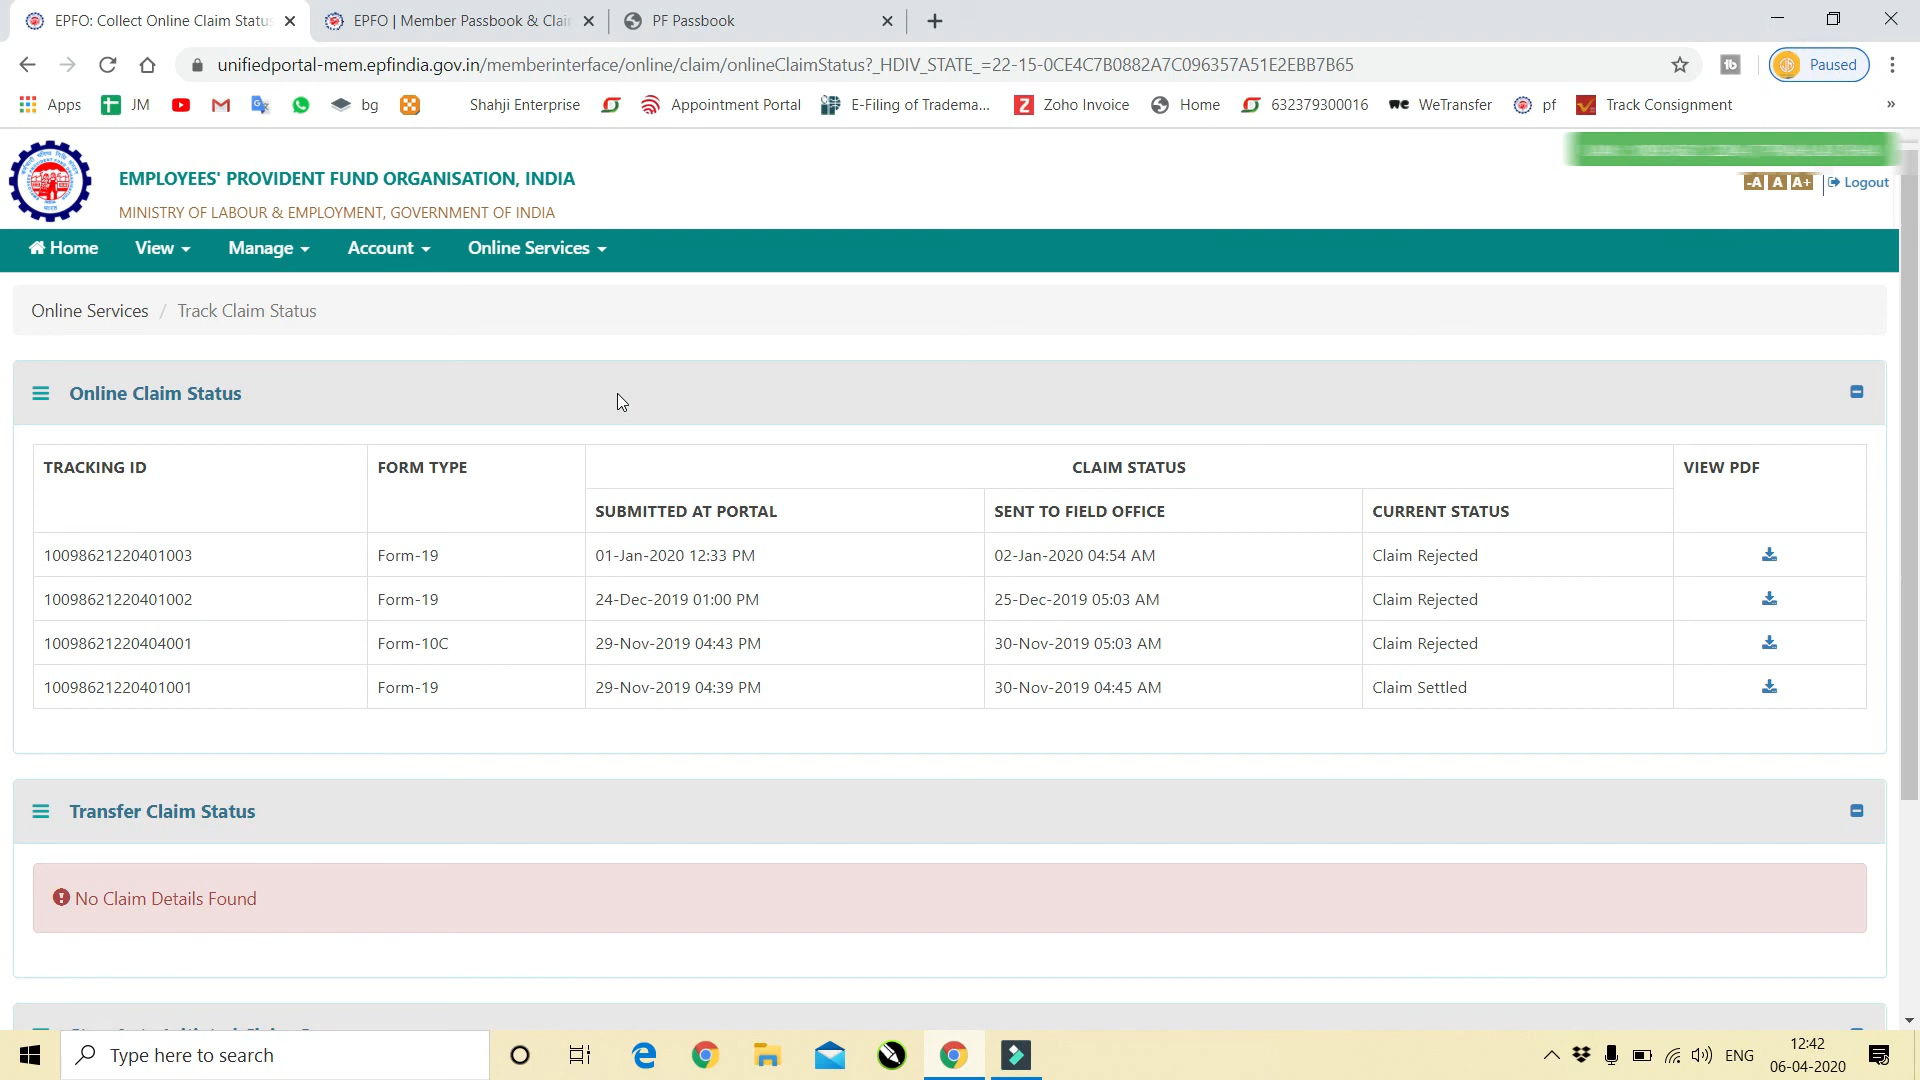 EPFO: Collect Online Claim Status
EPFO | Member Passbook & Clai
PF Passbook
unifiedportal-mem.epfindia.gov.in/memberinterface/online/claim/onlineClaimStatus?_HDIV_STATE_=22-15-0CE4C7B0882A7C096357A51E2EBB7B65
Paused
Apps JM bg Shahji Enterprise Appointment Portal E-Filing of Tradema... Zoho Invoice Home 632379300016 WeTransfer pf Track Consignment »
EMPLOYEES' PROVIDENT FUND ORGANISATION, INDIA
MINISTRY OF LABOUR & EMPLOYMENT, GOVERNMENT OF INDIA
-A A A+ Logout
Home View Manage Account Online Services
Online Services / Track Claim Status
Online Claim Status
TRACKING ID FORM TYPE CLAIM STATUS VIEW PDF
SUBMITTED AT PORTAL SENT TO FIELD OFFICE CURRENT STATUS
10098621220401003 Form-19 01-Jan-2020 12:33 PM 02-Jan-2020 04:54 AM Claim Rejected
10098621220401002 Form-19 24-Dec-2019 01:00 PM 25-Dec-2019 05:03 AM Claim Rejected
10098621220404001 Form-10C 29-Nov-2019 04:43 PM 30-Nov-2019 05:03 AM Claim Rejected
10098621220401001 Form-19 29-Nov-2019 04:39 PM 30-Nov-2019 04:45 AM Claim Settled
Transfer Claim Status
No Claim Details Found
Type here to search
ENG
12:42
06-04-2020